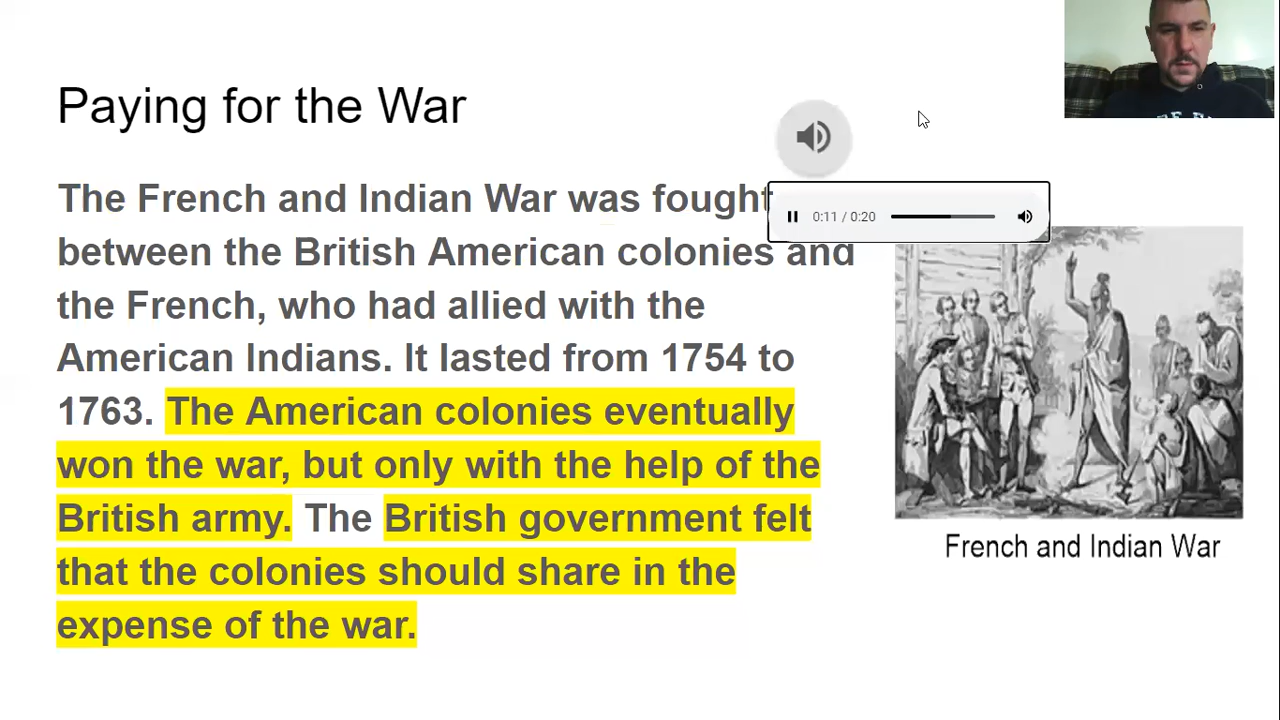 Paying for the War
0:11 / 0:20
The French and Indian War was fought
between the British American colonies and
the French, who had allied with the
American Indians. It lasted from 1754 to
1763. The American colonies eventually
won the war, but only with the help of the
British army. The British government felt
that the colonies should share in the
expense of the war.
French and Indian War